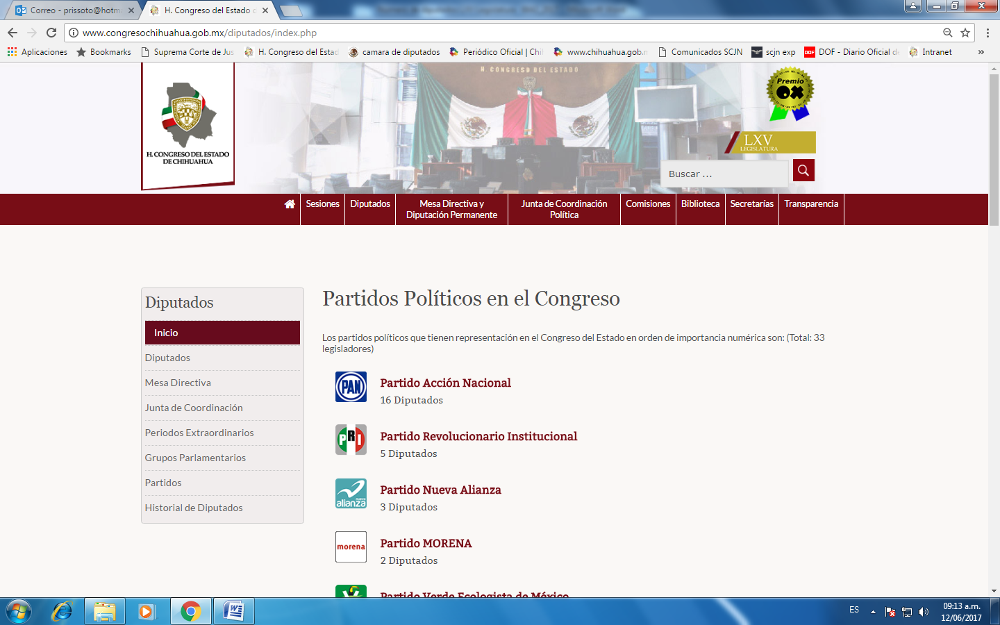 Correo - prissoto@hotm
H. Congreso del Estado
www.congresochihuahua.gob.mx/diputados/index.php
Aplicaciones
Bookmarks
Suprema Corte de Jus
H. Congreso del Estad
camara de diputados
Periódico Oficial | Chi
www.chihuahua.gob.
Comunicados SCJN
scjn exp
DOF
DOF - Diario Oficial de
Intranet
»
H. CONGRESO DEL ESTADO
Premio
OX
H. CONGRESO DEL ESTADO
DE CHIHUAHUA
LXV
LEGISLATURA
Buscar ...
Sesiones
Diputados
Mesa Directiva y
Diputación Permanente
Junta de Coordinación
Política
Comisiones
Biblioteca
Secretarías
Transparencia
Diputados
Inicio
Diputados
Mesa Directiva
Junta de Coordinación
Periodos Extraordinarios
Grupos Parlamentarios
Partidos
Historial de Diputados
Partidos Políticos en el Congreso
Los partidos políticos que tienen representación en el Congreso del Estado en orden de importancia numérica son: (Total: 33
legisladores)
PAN
Partido Acción Nacional
16 Diputados
PRI
Partido Revolucionario Institucional
5 Diputados
nueva
alianza
Partido Nueva Alianza
3 Diputados
morena
Partido MORENA
2 Diputados
Partido Verde Ecologista de México
ES
09:13 a.m.
12/06/2017